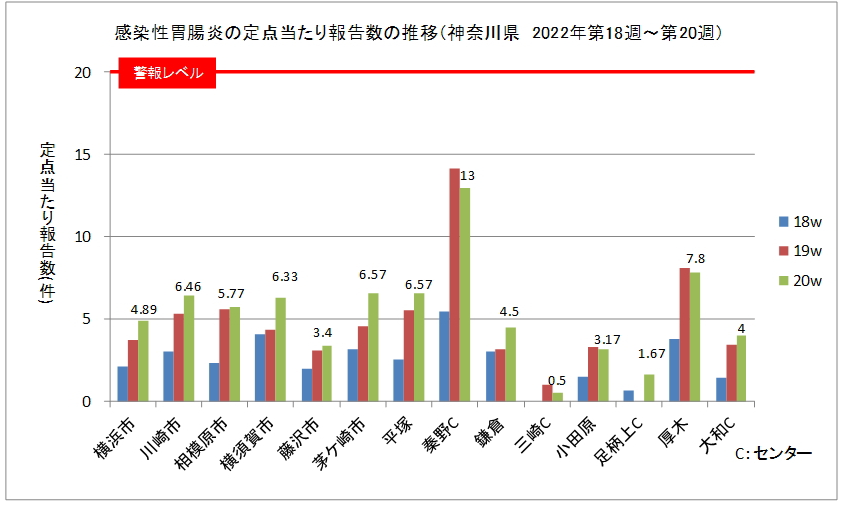 感染性胃腸炎の定点当たり報告数の推移(神奈川県 2022年第18週~第20週)
警報レベル
定点当たり報告数(件)
20
15
10
5
0
4.89
6.46
5.77
6.33
3.4
6.57
6.57
13
4.5
0.5
3.17
1.67
7.8
4
18w
19w
20w
横浜市
川崎市
相模原市
横須賀市
藤沢市
茅ケ崎市
平塚
秦野C
鎌倉
三崎C
小田原
足柄上C
厚木
大和C
C:センター